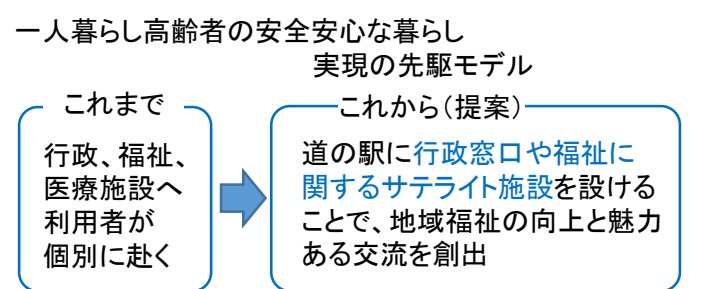 一人暮らし高齢者の安全安心な暮らし
実現の先駆モデル
これまで
行政、福祉、
医療施設へ
利用者が
個別に赴く
これから(提案)
道の駅に行政窓口や福祉に
関するサテライト施設を設ける
ことで、地域福祉の向上と魅力
ある交流を創出